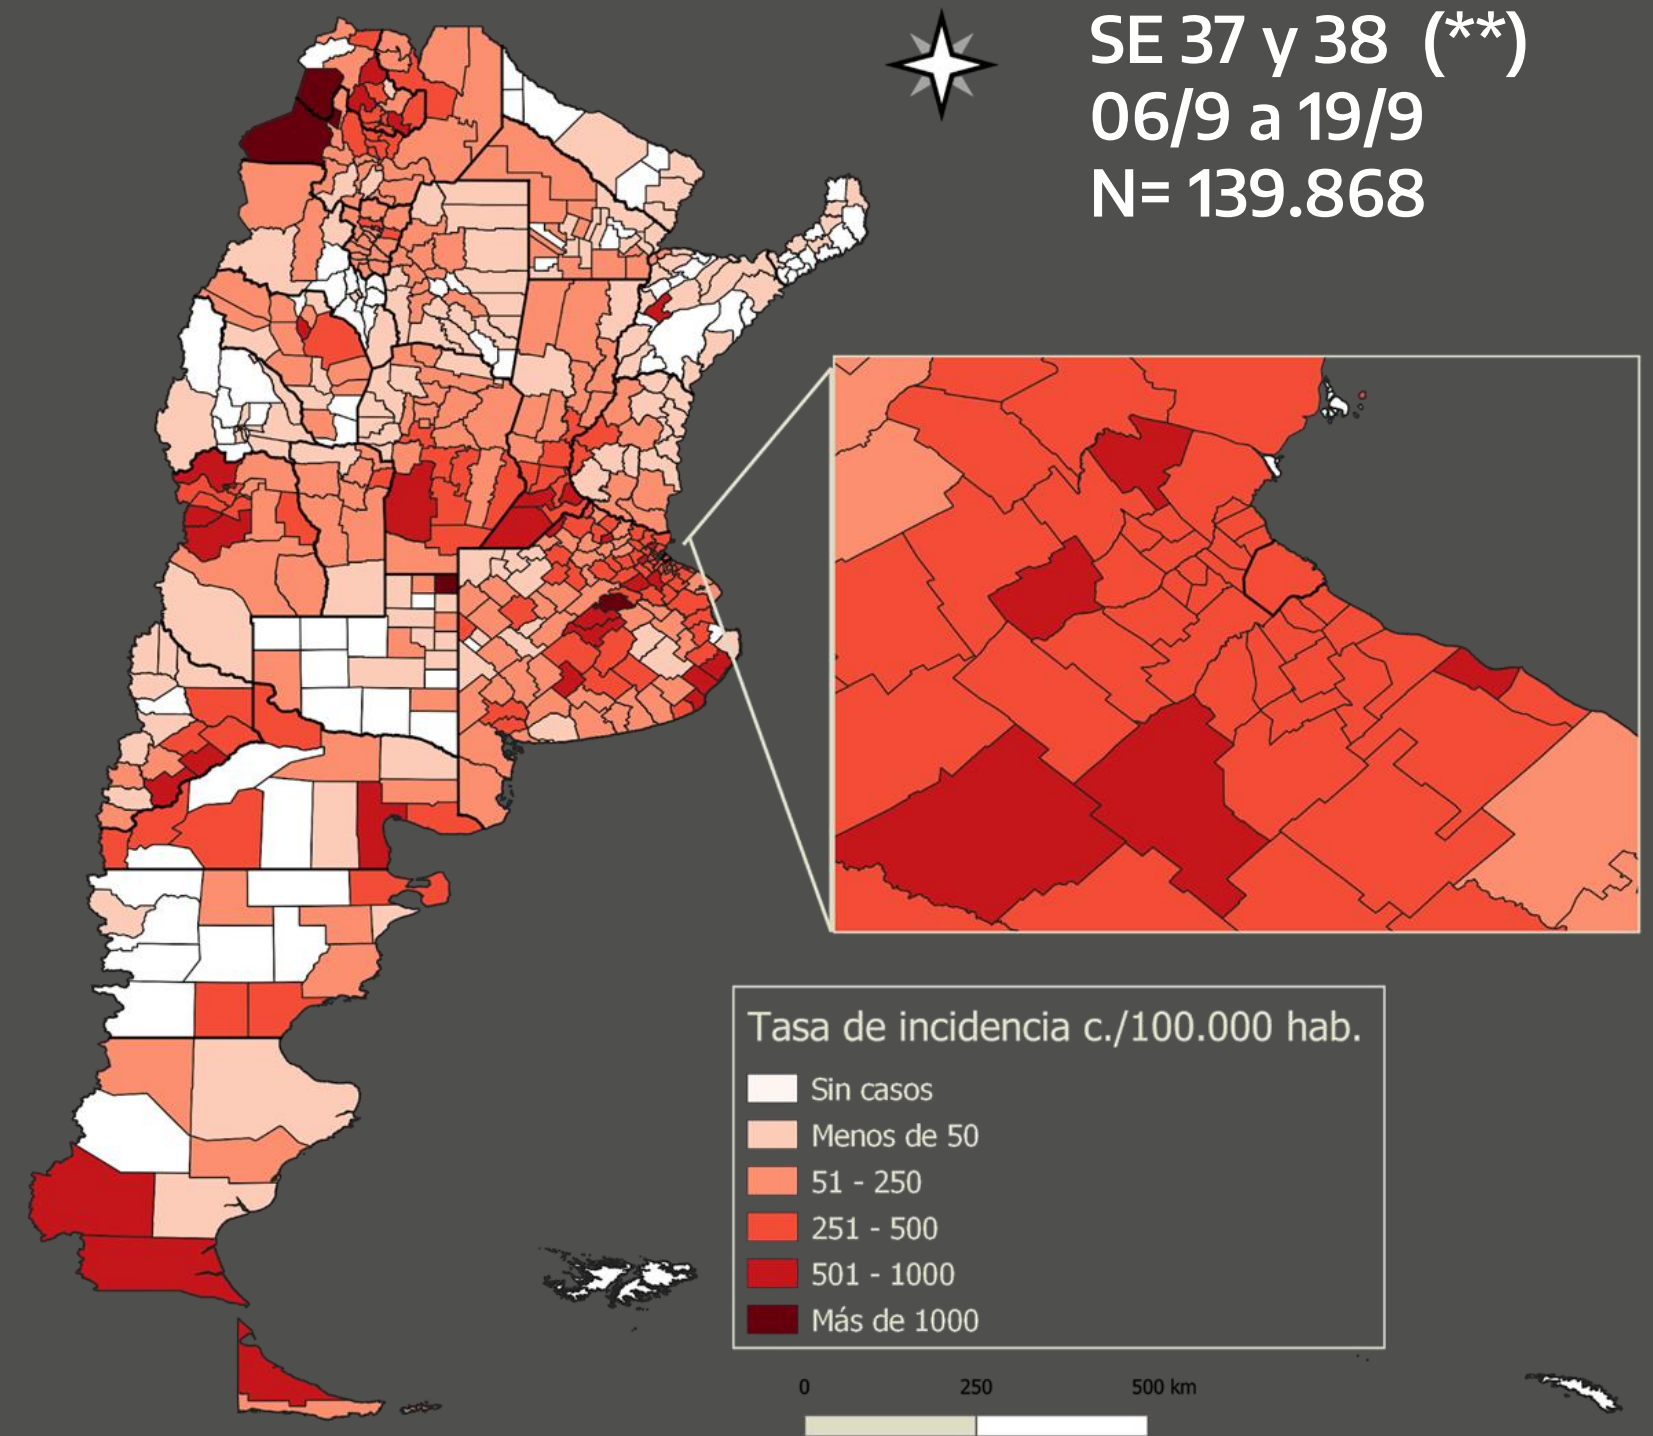 SE 37 y 38 (**)
06/9 a 19/9
N= 139.868
Tasa de incidencia c./100.000 hab.
Sin casos
Menos de 50
51 - 250
251 - 500
501 - 1000
Más de 1000
0 250 500 km